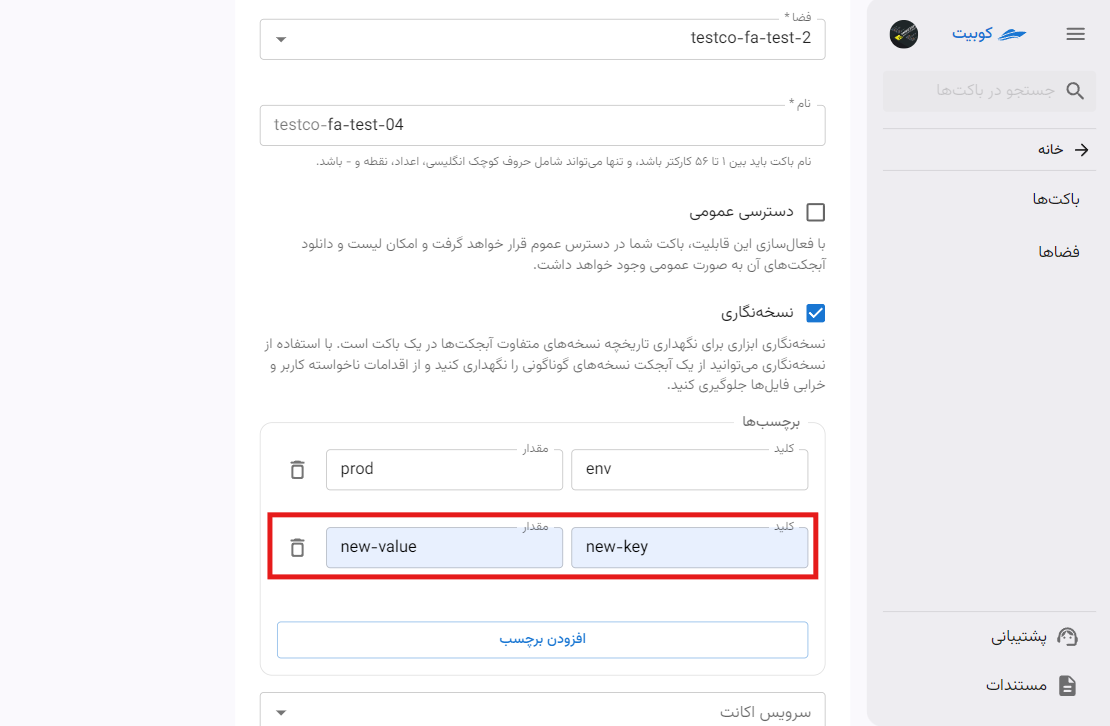 کوبیت
جستجو در باکت‌ها
خانه
باکت‌ها
فضاها
پشتیبانی
مستندات
فضا *
testco-fa-test-2
نام *
testco-fa-test-04
نام باکت باید بین ۱ تا ۵۶ کارکتر باشد، و تنها می‌تواند شامل حروف کوچک انگلیسی، اعداد، نقطه و - باشد.
دسترسی عمومی
با فعال‌سازی این قابلیت، باکت شما در دسترس عموم قرار خواهد گرفت و امکان لیست و دانلود
آبجکت‌های آن به صورت عمومی وجود خواهد داشت.
نسخه‌نگاری
نسخه‌نگاری ابزاری برای نگهداری تاریخچه نسخه‌های متفاوت آبجکت‌ها در یک باکت است. با استفاده از
نسخه‌نگاری می‌توانید از یک آبجکت نسخه‌های گوناگونی را نگهداری کنید و از اقدامات ناخواسته کاربر و
خرابی فایل‌ها جلوگیری کنید.
برچسب‌ها
کلید مقدار
env prod
کلید مقدار
new-key new-value
افزودن برچسب
سرویس اکانت